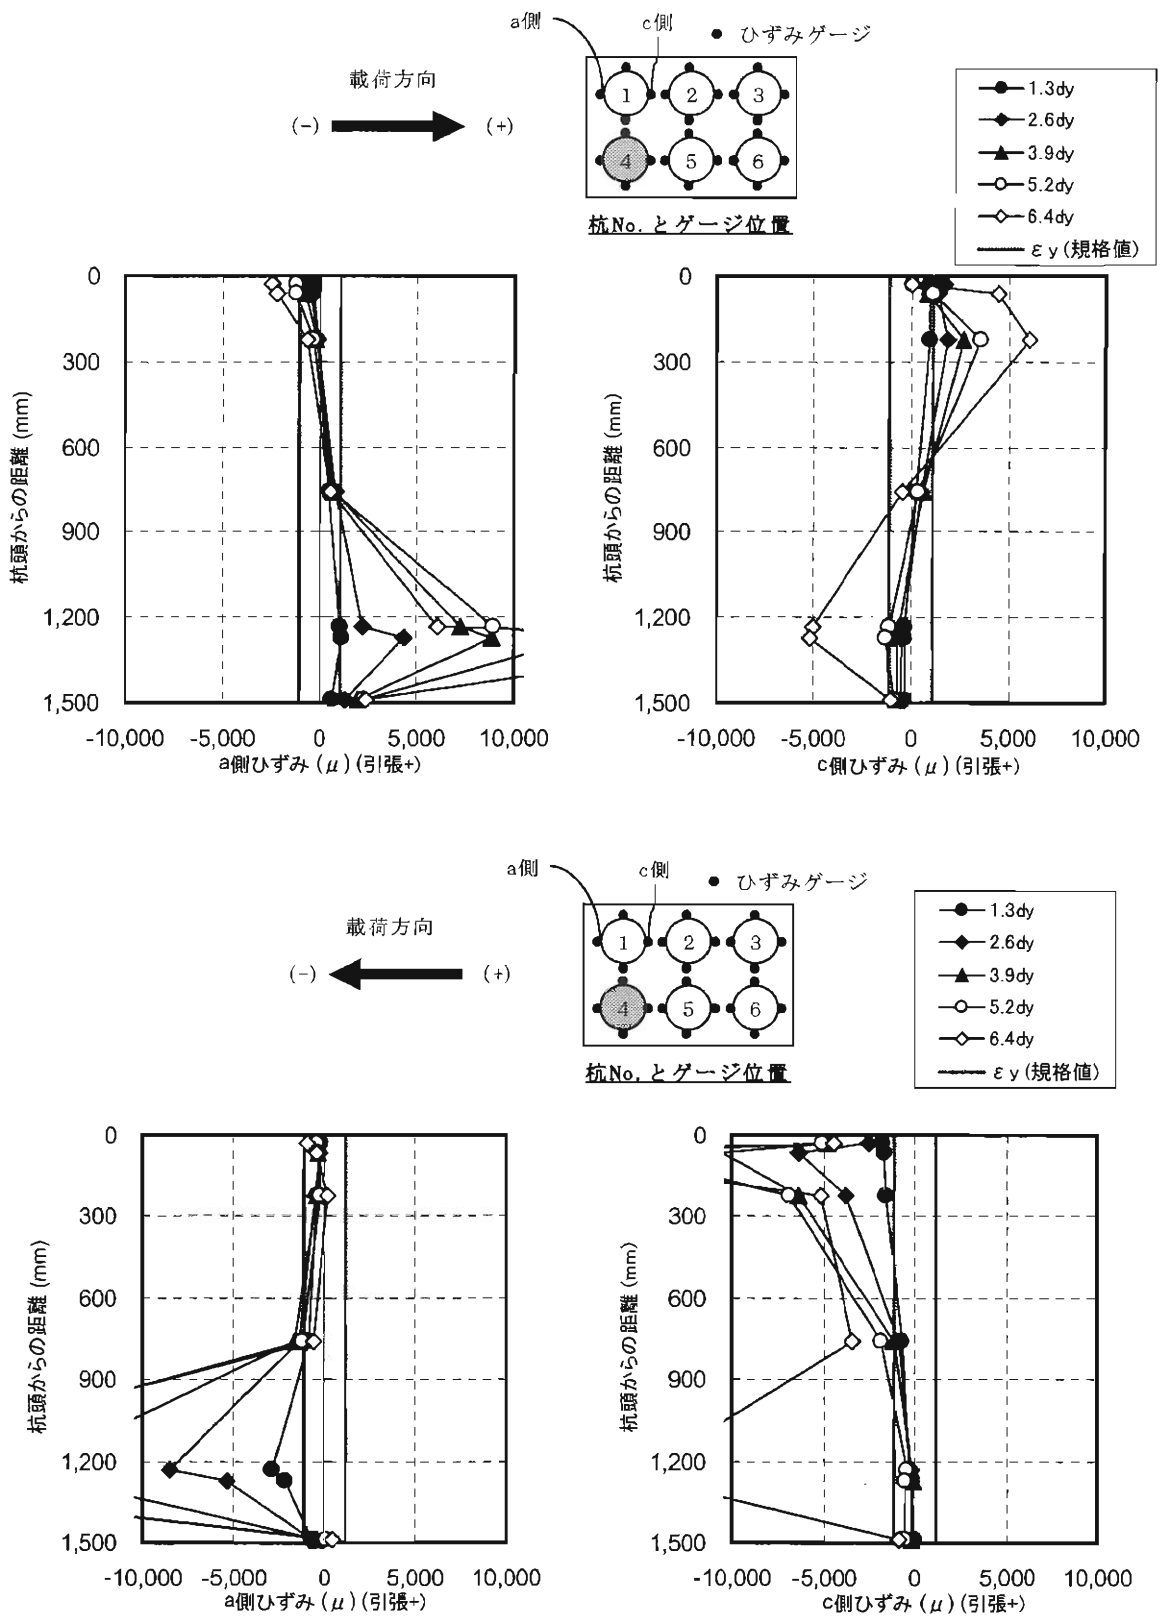 a側
c側
● ひずみゲージ
載荷方向
(-)
(+)
1
2
3
4
5
6
杭No.とゲージ位置
1.3dy
2.6dy
3.9dy
5.2dy
6.4dy
εy(規格値)
杭頭からの距離 (mm)
0
300
600
900
1,200
1,500
-10,000
-5,000
0
5,000
10,000
a側ひずみ(μ)(引張+)
杭頭からの距離 (mm)
0
300
600
900
1,200
1,500
-10,000
-5,000
0
5,000
10,000
c側ひずみ(μ)(引張+)
a側
c側
● ひずみゲージ
載荷方向
(-)
(+)
1
2
3
4
5
6
杭No.とゲージ位置
1.3dy
2.6dy
3.9dy
5.2dy
6.4dy
εy(規格値)
杭頭からの距離 (mm)
0
300
600
900
1,200
1,500
-10,000
-5,000
0
5,000
10,000
a側ひずみ(μ)(引張+)
杭頭からの距離 (mm)
0
300
600
900
1,200
1,500
-10,000
-5,000
0
5,000
10,000
c側ひずみ(μ)(引張+)